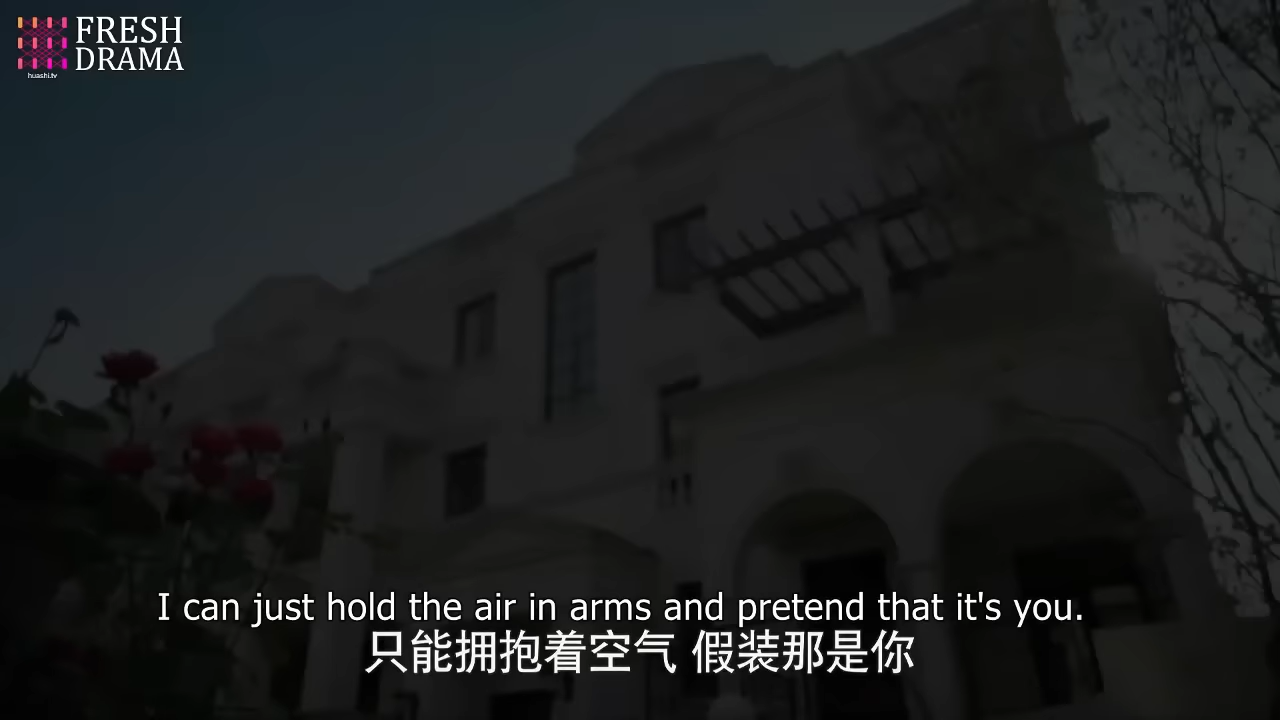 FRESH
DRAMA
huashi.tv
I can just hold the air in arms and pretend that it's you.
只能拥抱着空气 假装那是你